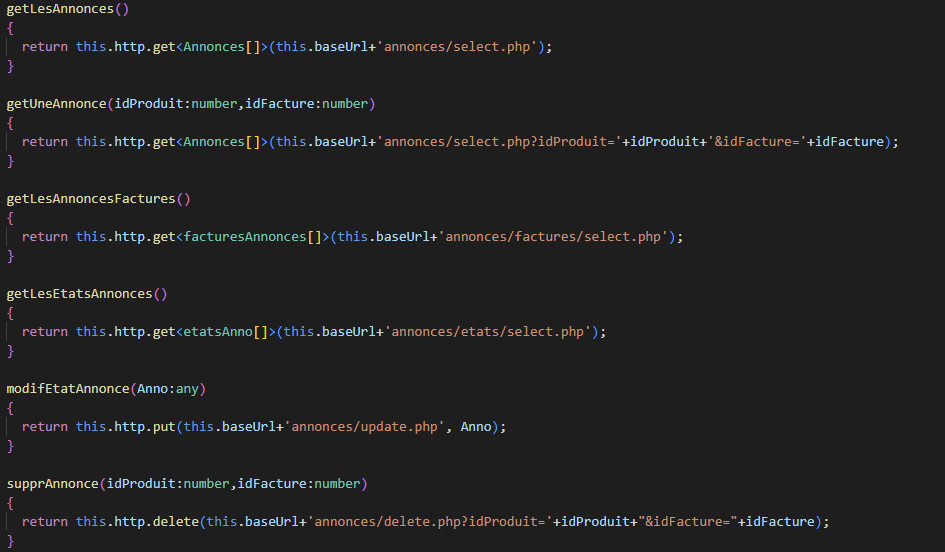 getLesAnnonces()
{
  return this.http.get<Annonces[]>(this.baseUrl+'annonces/select.php');
}
getUneAnnonce(idProduit:number,idFacture:number)
{
  return this.http.get<Annonces[]>(this.baseUrl+'annonces/select.php?idProduit='+idProduit+'&idFacture='+idFacture);
}
getLesAnnoncesFactures()
{
  return this.http.get<facturesAnnonces[]>(this.baseUrl+'annonces/factures/select.php');
}
getLesEtatsAnnonces()
{
  return this.http.get<etatsAnno[]>(this.baseUrl+'annonces/etats/select.php');
}
modifEtatAnnonce(Anno:any)
{
  return this.http.put(this.baseUrl+'annonces/update.php', Anno);
}
supprAnnonce(idProduit:number,idFacture:number)
{
  return this.http.delete(this.baseUrl+'annonces/delete.php?idProduit='+idProduit+"&idFacture="+idFacture);
}